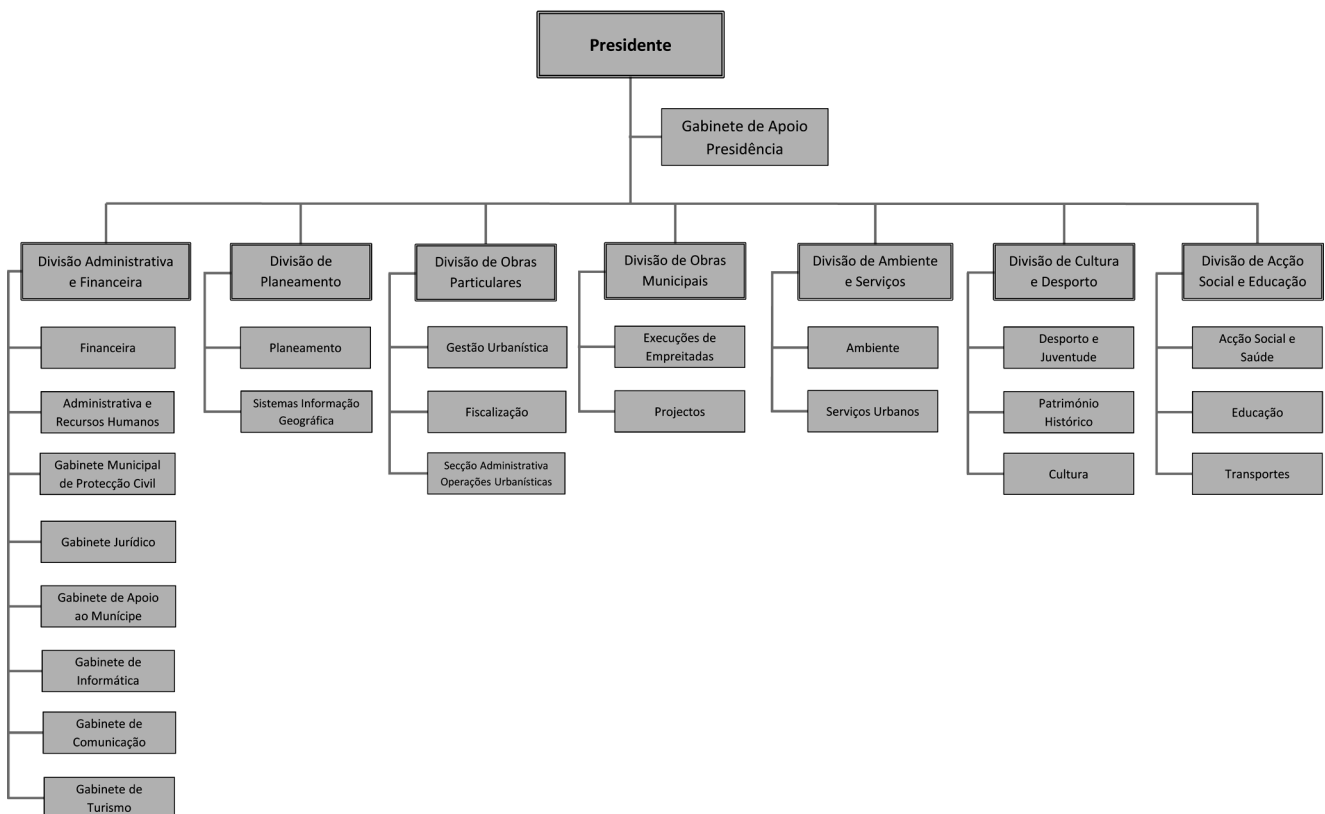 Presidente
Gabinete de Apoio
Presidência
Divisão Administrativa
e Financeira
Financeira
Administrativa e
Recursos Humanos
Gabinete Municipal
de Protecção Civil
Gabinete Jurídico
Gabinete de Apoio
ao Munícipe
Gabinete de
Informática
Gabinete de
Comunicação
Gabinete de
Turismo
Divisão de
Planeamento
Planeamento
Sistemas Informação
Geográfica
Divisão de Obras
Particulares
Gestão Urbanística
Fiscalização
Secção Administrativa
Operações Urbanísticas
Divisão de Obras
Municipais
Execuções de
Empreitadas
Projectos
Divisão de Ambiente
e Serviços
Ambiente
Serviços Urbanos
Divisão de Cultura
e Desporto
Desporto e
Juventude
Património
Histórico
Cultura
Divisão de Acção
Social e Educação
Acção Social e
Saúde
Educação
Transportes